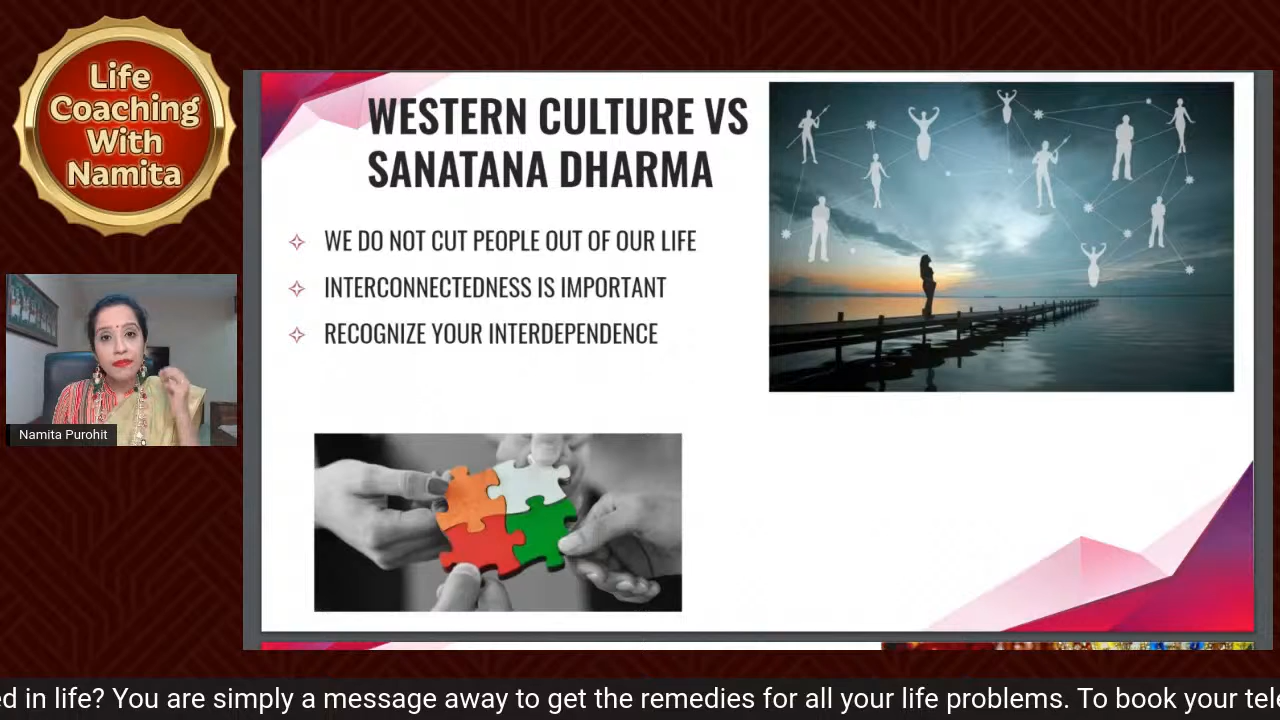 Life
Coaching
With
Namita
WESTERN CULTURE VS
SANATANA DHARMA
WE DO NOT CUT PEOPLE OUT OF OUR LIFE
INTERCONNECTEDNESS IS IMPORTANT
RECOGNIZE YOUR INTERDEPENDENCE
Namita Purohit
ed in life? You are simply a message away to get the remedies for all your life problems. To book your tele